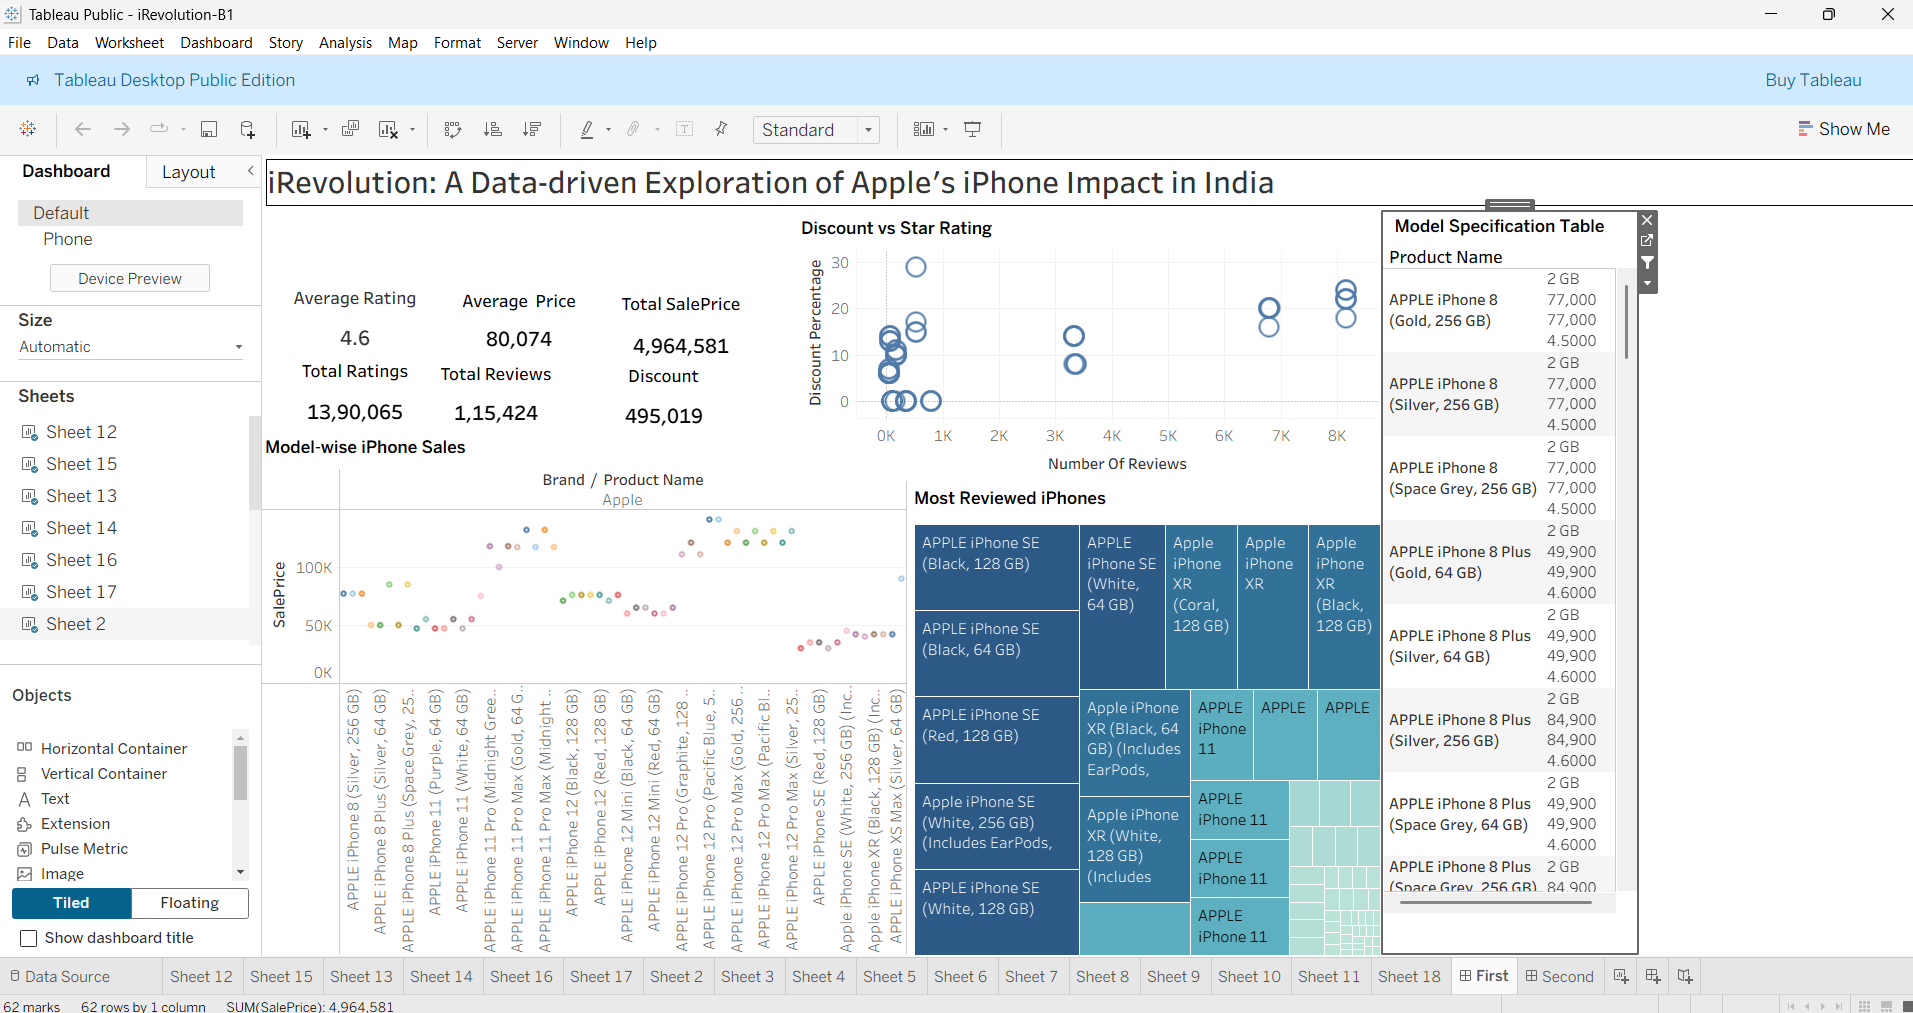 Tableau Public - iRevolution-B1
File Data Worksheet Dashboard Story Analysis Map Format Server Window Help
Tableau Desktop Public Edition
Buy Tableau
Standard
Show Me
Dashboard
Layout
Default
Phone
Device Preview
Size
Automatic
Sheets
Sheet 12
Sheet 15
Sheet 13
Sheet 14
Sheet 16
Sheet 17
Sheet 2
Objects
Horizontal Container
Vertical Container
Text
Extension
Pulse Metric
Image
Tiled
Floating
Show dashboard title
iRevolution: A Data-driven Exploration of Apple's iPhone Impact in India
Average Rating
4.6
Average Price
80,074
Total SalePrice
4,964,581
Total Ratings
13,90,065
Total Reviews
1,15,424
Discount
495,019
Discount vs Star Rating
Discount Percentage
30
20
10
0
0K 1K 2K 3K 4K 5K 6K 7K 8K
Number Of Reviews
Model-wise iPhone Sales
Brand / Product Name
Apple
SalePrice
100K
50K
0K
APPLE iPhone 8 (Silver, 256 GB)
APPLE iPhone 8 Plus (Silver, 64 GB)
APPLE iPhone 8 Plus (Space Grey, 25..
APPLE iPhone 11 (Purple, 64 GB)
APPLE iPhone 11 (White, 64 GB)
APPLE iPhone 11 Pro (Midnight Gree..
APPLE iPhone 11 Pro Max (Gold, 64 G..
APPLE iPhone 11 Pro Max (Midnight ..
APPLE iPhone 12 (Black, 128 GB)
APPLE iPhone 12 (Red, 128 GB)
APPLE iPhone 12 Mini (Black, 64 GB)
APPLE iPhone 12 Mini (Red, 64 GB)
APPLE iPhone 12 Pro (Graphite, 128 ..
APPLE iPhone 12 Pro (Pacific Blue, 5..
APPLE iPhone 12 Pro Max (Gold, 256 ..
APPLE iPhone 12 Pro Max (Pacific Bl..
APPLE iPhone 12 Pro Max (Silver, 25..
APPLE iPhone SE (Red, 128 GB)
Apple iPhone SE (White, 256 GB) (Inc..
Apple iPhone XR (Black, 128 GB) (Inc..
APPLE iPhone XS Max (Silver, 64 GB)
Most Reviewed iPhones
APPLE iPhone SE
(Black, 128 GB)
APPLE iPhone SE
(Black, 64 GB)
APPLE iPhone SE
(Red, 128 GB)
Apple iPhone SE
(White, 256 GB)
(Includes EarPods,
APPLE iPhone SE
(White, 128 GB)
APPLE
iPhone SE
(White,
64 GB)
Apple
iPhone
XR
(Coral,
128 GB)
Apple
iPhone
XR
Apple
iPhone
XR
(Black,
128 GB)
Apple iPhone
XR (Black, 64
GB) (Includes
EarPods,
Apple iPhone
XR (White,
128 GB)
(Includes
APPLE
iPhone
11
APPLE
APPLE
APPLE
iPhone 11
APPLE
iPhone 11
APPLE
iPhone 11
Model Specification Table
Product Name
APPLE iPhone 8
(Gold, 256 GB)
2 GB
77,000
77,000
4.5000
APPLE iPhone 8
(Silver, 256 GB)
2 GB
77,000
77,000
4.5000
APPLE iPhone 8
(Space Grey, 256 GB)
2 GB
77,000
77,000
4.5000
APPLE iPhone 8 Plus
(Gold, 64 GB)
2 GB
49,900
49,900
4.6000
APPLE iPhone 8 Plus
(Silver, 64 GB)
2 GB
49,900
49,900
4.6000
APPLE iPhone 8 Plus
(Silver, 256 GB)
2 GB
84,900
84,900
4.6000
APPLE iPhone 8 Plus
(Space Grey, 64 GB)
2 GB
49,900
49,900
4.6000
APPLE iPhone 8 Plus
(Space Grey, 256 GB)
2 GB
84,900
Data Source Sheet 12 Sheet 15 Sheet 13 Sheet 14 Sheet 16 Sheet 17 Sheet 2 Sheet 3 Sheet 4 Sheet 5 Sheet 6 Sheet 7 Sheet 8 Sheet 9 Sheet 10 Sheet 11 Sheet 18 First Second
62 marks 62 rows by 1 column SUM(SalePrice): 4,964,581